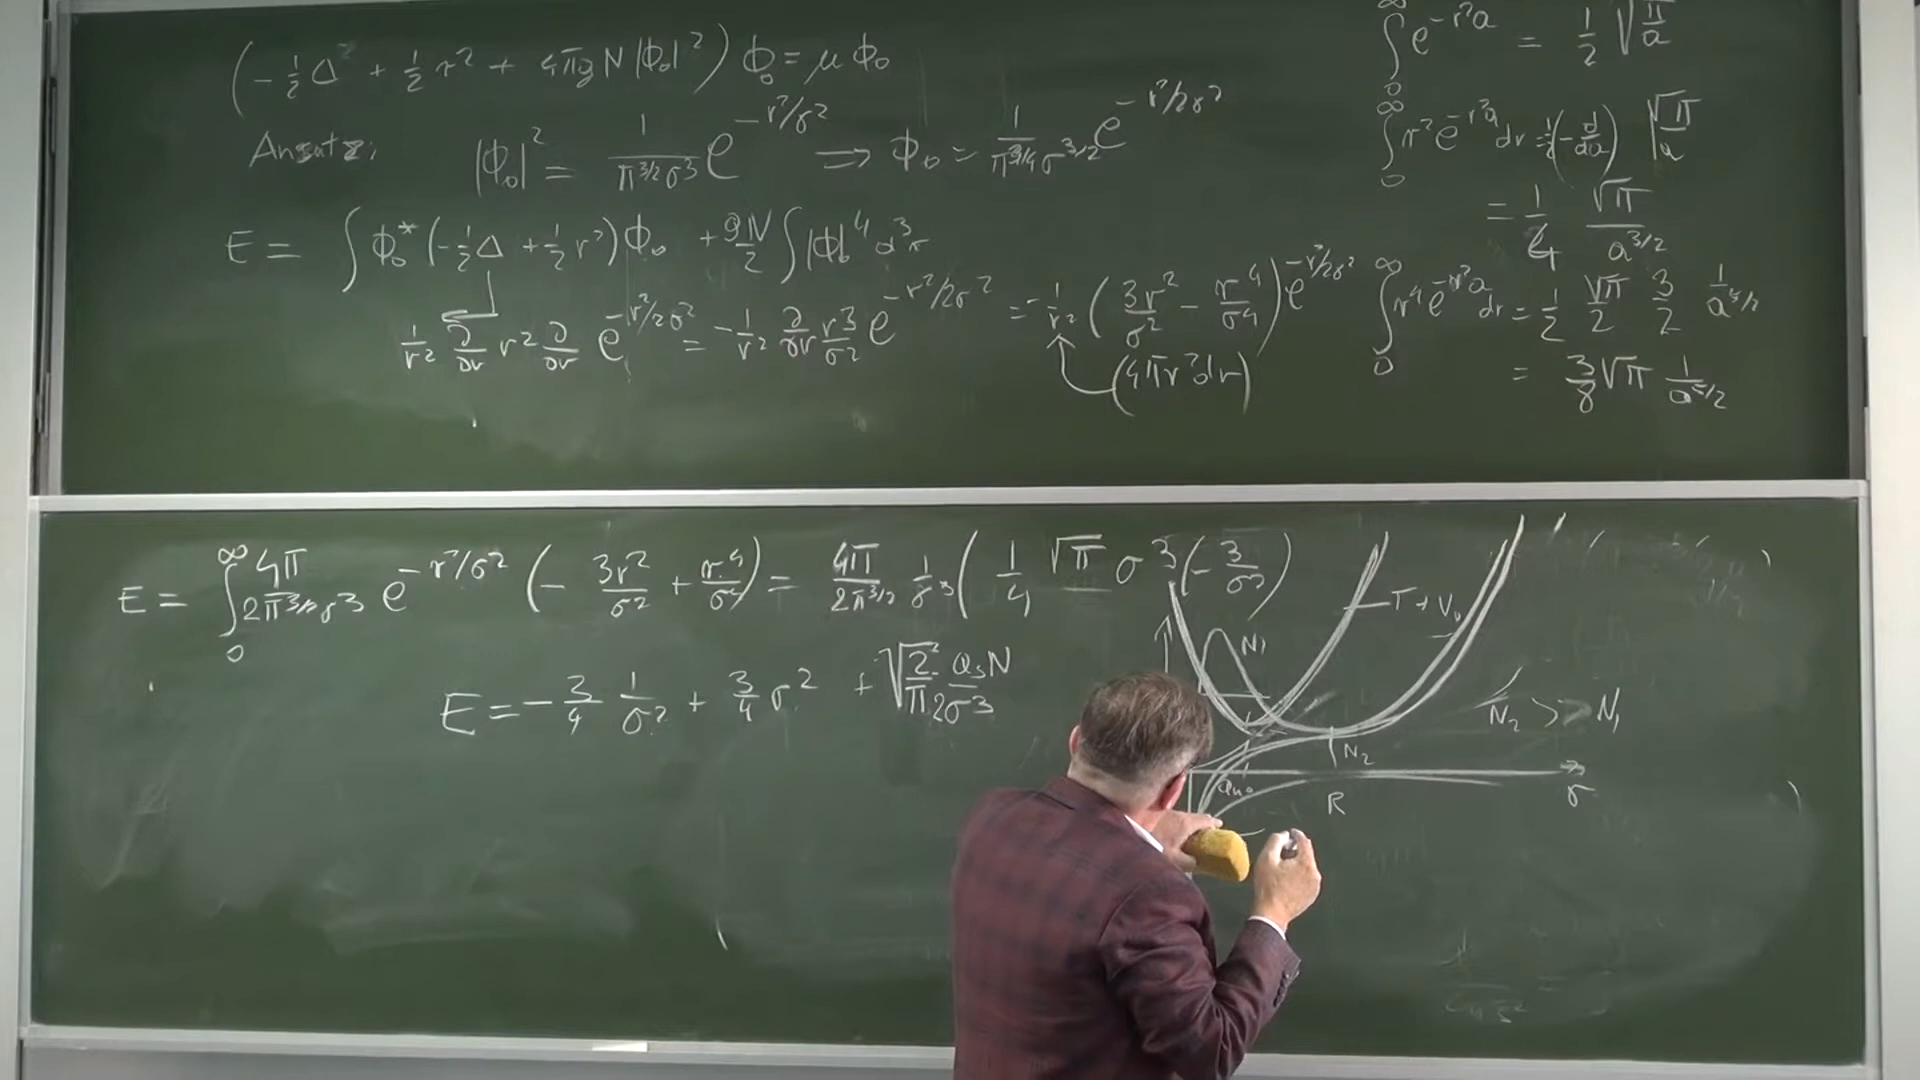 (-½Δ² + ½r² + 4πgN|Φ₀|²) Φ₀ = μΦ₀
Ansatz, |Φ₀|² = 1/(π^{3/2}σ³) e^{-r²/σ²} ⟹ Φ₀ = 1/(π^{3/4}σ^{3/2}) e^{-r²/2σ²}
E = ∫ Φ₀* (-½Δ + ½r²) Φ₀ + gN/2 ∫|Φ₀|⁴ d³r
1/r² ∂/∂r r² ∂/∂r e^{-r²/2σ²} = -1/r² ∂/∂r r³/σ² e^{-r²/2σ²} = -1/r² (3r²/σ² - r⁴/σ⁴) e^{-r²/2σ²}
(4πr²dr)
∫₀^∞ e^{-r²a} = ½ √(π/a)
∫₀^∞ r² e^{-r²a} dr = ½(-d/da) √π/a
= 1/4 √π/a^{3/2}
∫₀^∞ r⁴ e^{-r²a} dr = 1/2 √π/2 3/2 1/a^{5/2}
= 3/8 √π 1/a^{5/2}
E = ∫₀^∞ 4π/(2π^{3/2}σ³) e^{-r²/σ²} (- 3r²/σ² + r⁴/σ⁴) = 4π/(2π^{3/2}) 1/σ³ ( 1/4 √π σ³ (- 3/σ²)
E = - 3/4 1/σ² + 3/4 σ² + √(2/π) a_s N/(2σ³)
T + V₀
N₁
N₂ > N₁
N₂
a_{HO}
R
σ